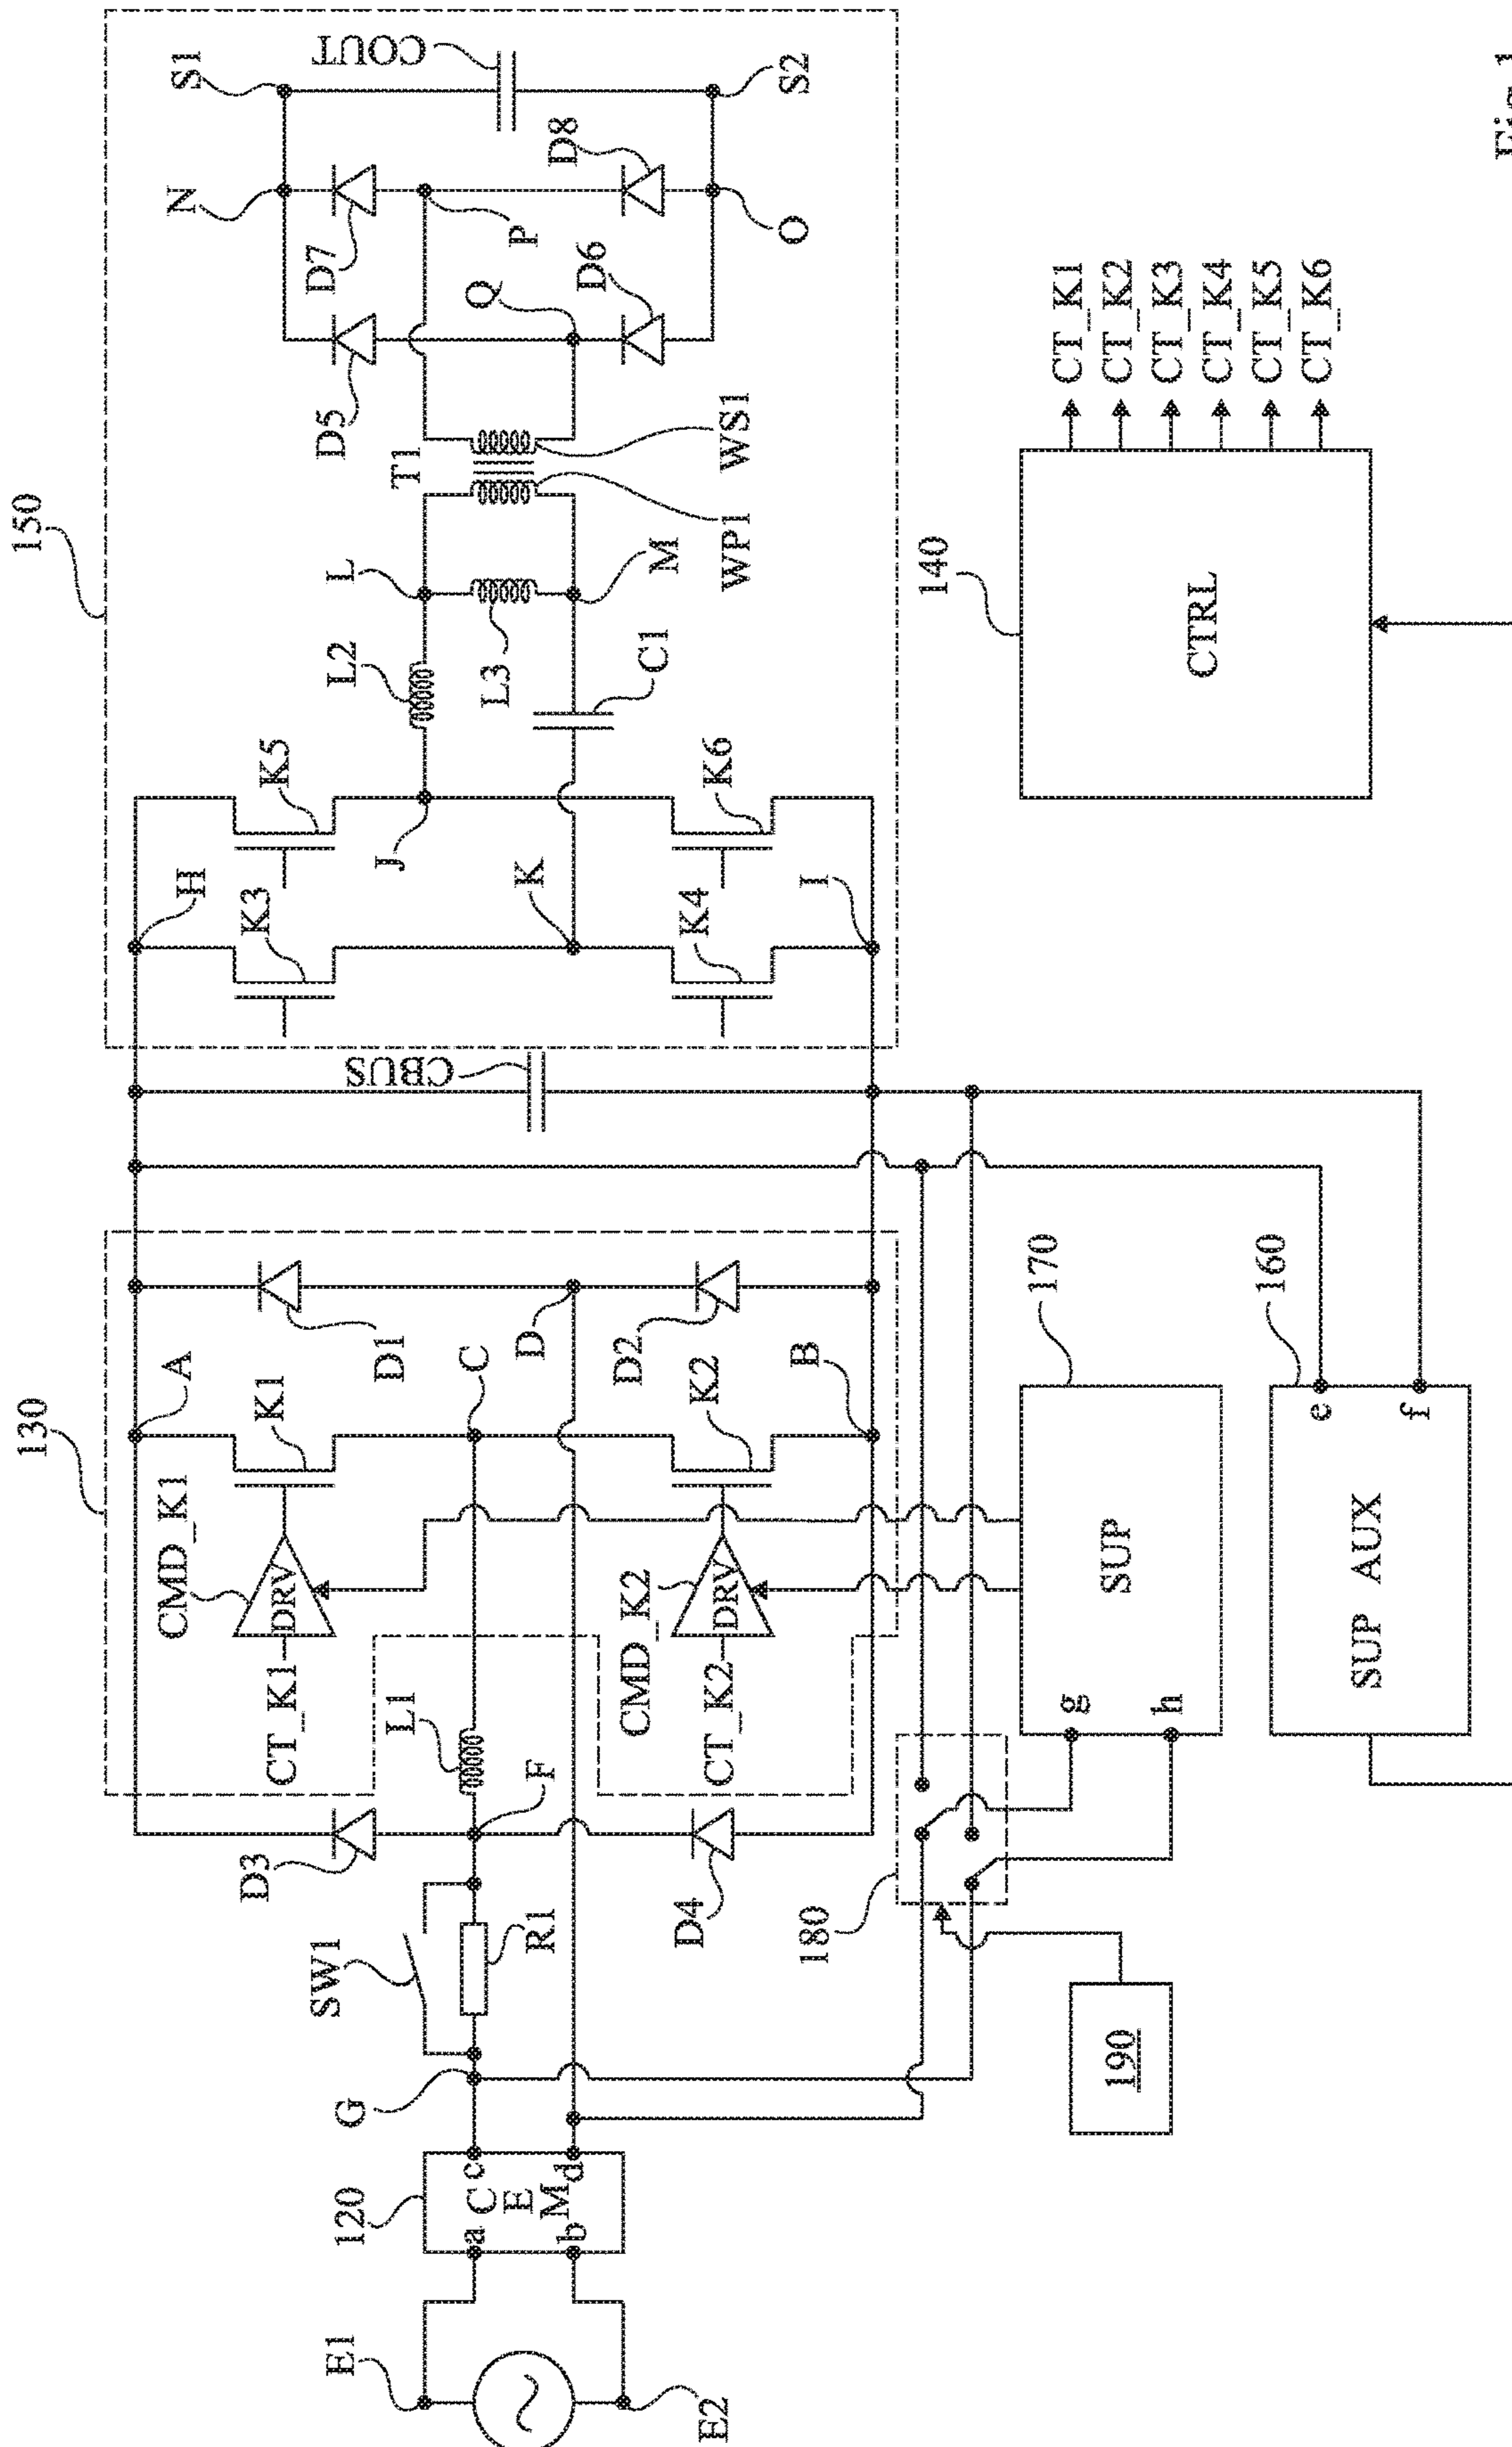 150
S1
COUT
S2
N
D7
D8
P
O
D5
Q
D6
T1
WS1
WP1
L
M
L2
L3
C1
K5
K6
J
H
K3
K
K4
I
CBUS
140
CTRL
CT_K1
CT_K2
CT_K3
CT_K4
CT_K5
CT_K6
130
A
K1
D1
C
D
D2
K2
B
CMD_K1
DRV
CT_K1
CMD_K2
DRV
CT_K2
L1
F
D3
D4
SW1
R1
G
120
a
b
c
d
C
E
M
E1
E2
170
SUP
g
h
160
SUP AUX
e
f
180
190